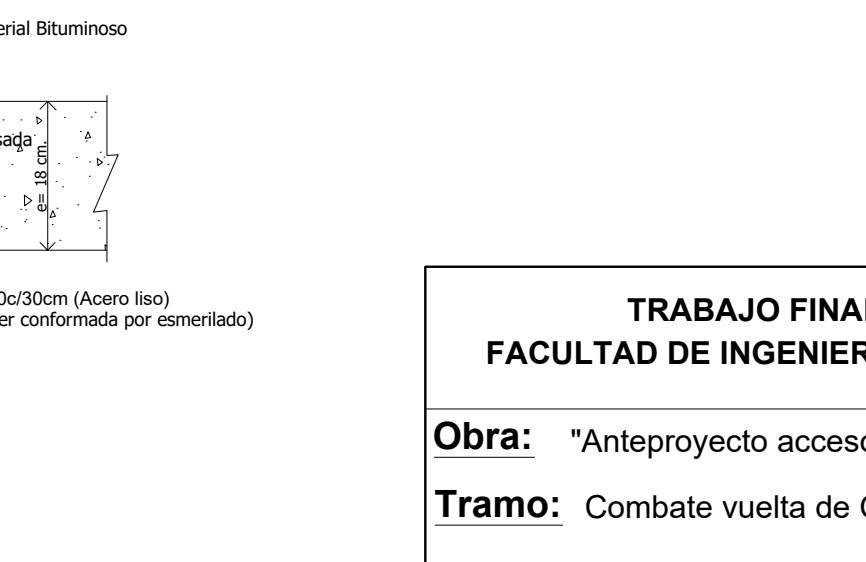 erial Bituminoso
sada
e= 18 cm.
0c/30cm (Acero liso)
er conformada por esmerilado)
TRABAJO FINA
FACULTAD DE INGENIER
Obra: "Anteproyecto acces
Tramo: Combate vuelta de